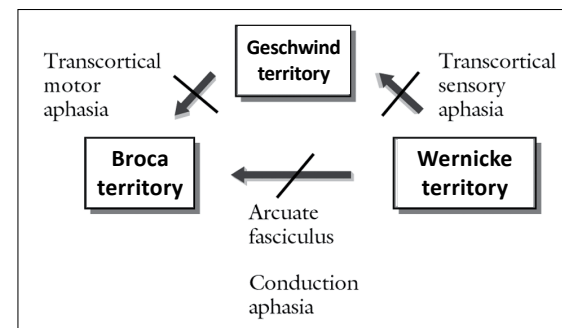 Geschwind
territory
Transcortical
motor
aphasia
Transcortical
sensory
aphasia
Broca
territory
Wernicke
territory
Arcuate
fasciculus
Conduction
aphasia